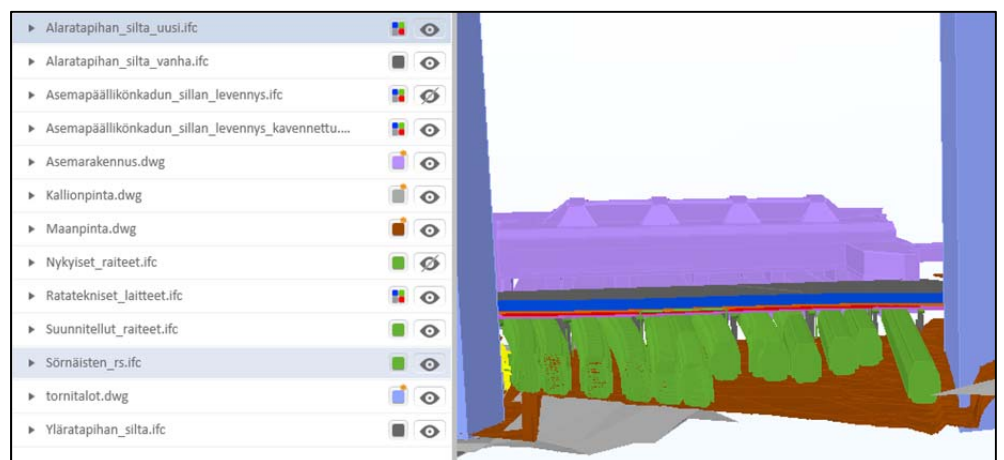 Alaratapihan_silta_uusi.ifc
Alaratapihan_silta_vanha.ifc
Asemapäällikönkadun_sillan_levennys.ifc
Asemapäällikönkadun_sillan_levennys_kavennettu....
Asemarakennus.dwg
Kallionpinta.dwg
Maanpinta.dwg
Nykyiset_raiteet.ifc
Ratatekniset_laitteet.ifc
Suunnitellut_raiteet.ifc
Sörnäisten_rs.ifc
tornitalot.dwg
Yläratapihan_silta.ifc